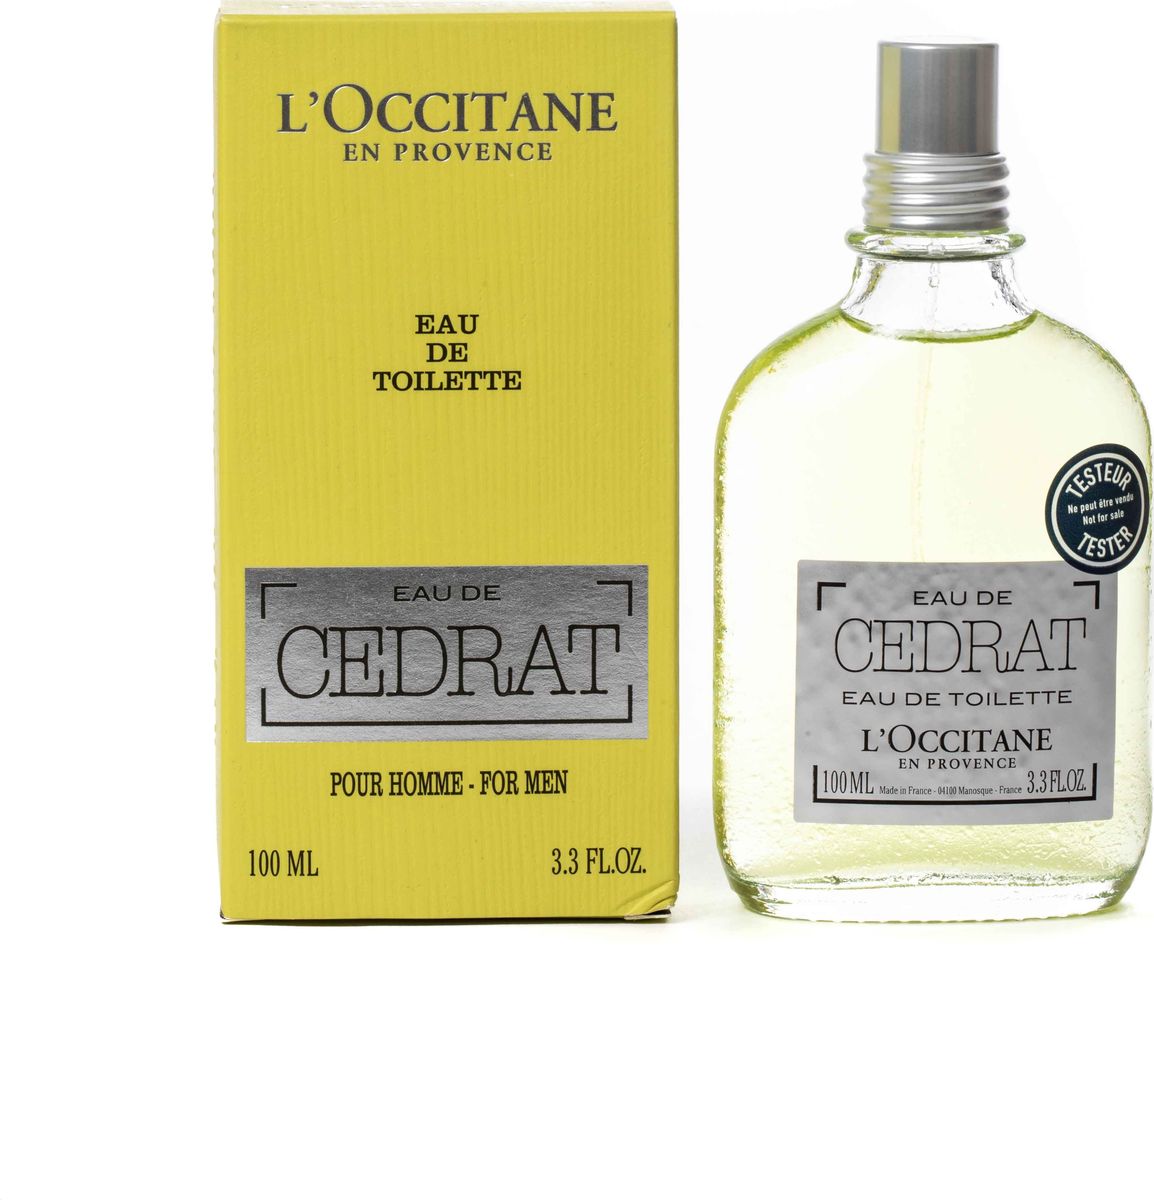 L'OCCITANE
EN PROVENCE
EAU
DE
TOILETTE
EAU DE
CEDRAT
POUR HOMME - FOR MEN
100 ML 3.3 FL.OZ.
TESTEUR
Ne peut être vendu
Not for sale
TESTER
EAU DE
CEDRAT
EAU DE TOILETTE
L'OCCITANE
EN PROVENCE
100 ML Made in France - 04100 Manosque - France 3.3 FL.OZ.